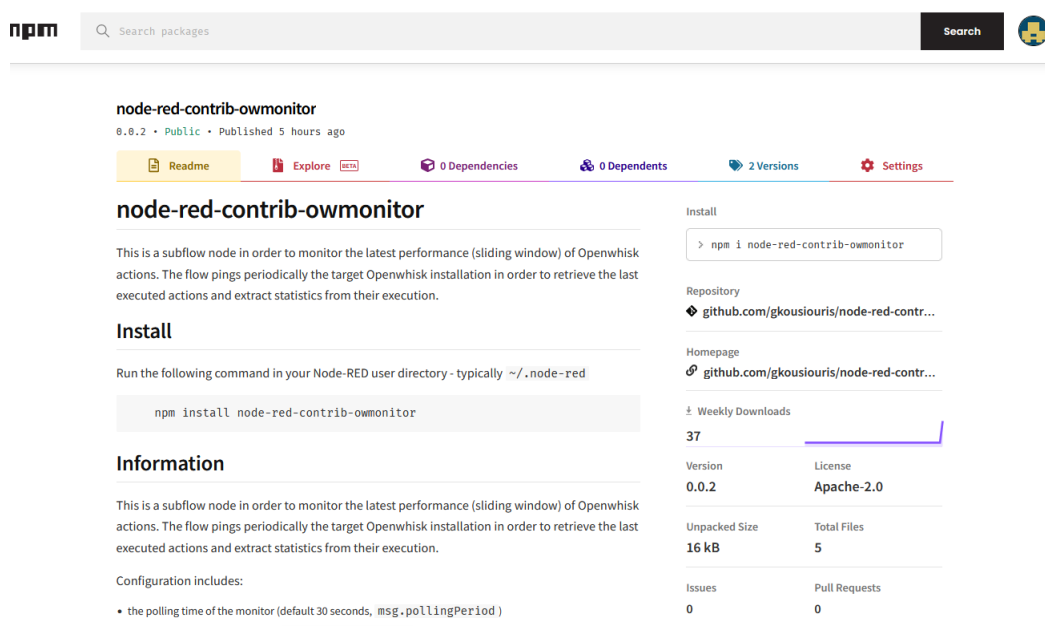 npm
Search packages
Search
node-red-contrib-owmonitor
0.0.2 • Public • Published 5 hours ago
Readme
Explore BETA
0 Dependencies
0 Dependents
2 Versions
Settings
node-red-contrib-owmonitor
This is a subflow node in order to monitor the latest performance (sliding window) of Openwhisk
actions. The flow pings periodically the target Openwhisk installation in order to retrieve the last
executed actions and extract statistics from their execution.
Install
Run the following command in your Node-RED user directory - typically ~/.node-red
npm install node-red-contrib-owmonitor
Information
This is a subflow node in order to monitor the latest performance (sliding window) of Openwhisk
actions. The flow pings periodically the target Openwhisk installation in order to retrieve the last
executed actions and extract statistics from their execution.
Configuration includes:
• the polling time of the monitor (default 30 seconds, msg.pollingPeriod )
Install
> npm i node-red-contrib-owmonitor
Repository
github.com/gkousiouris/node-red-contr...
Homepage
github.com/gkousiouris/node-red-contr...
Weekly Downloads
37
Version
License
0.0.2
Apache-2.0
Unpacked Size
Total Files
16 kB
5
Issues
Pull Requests
0
0